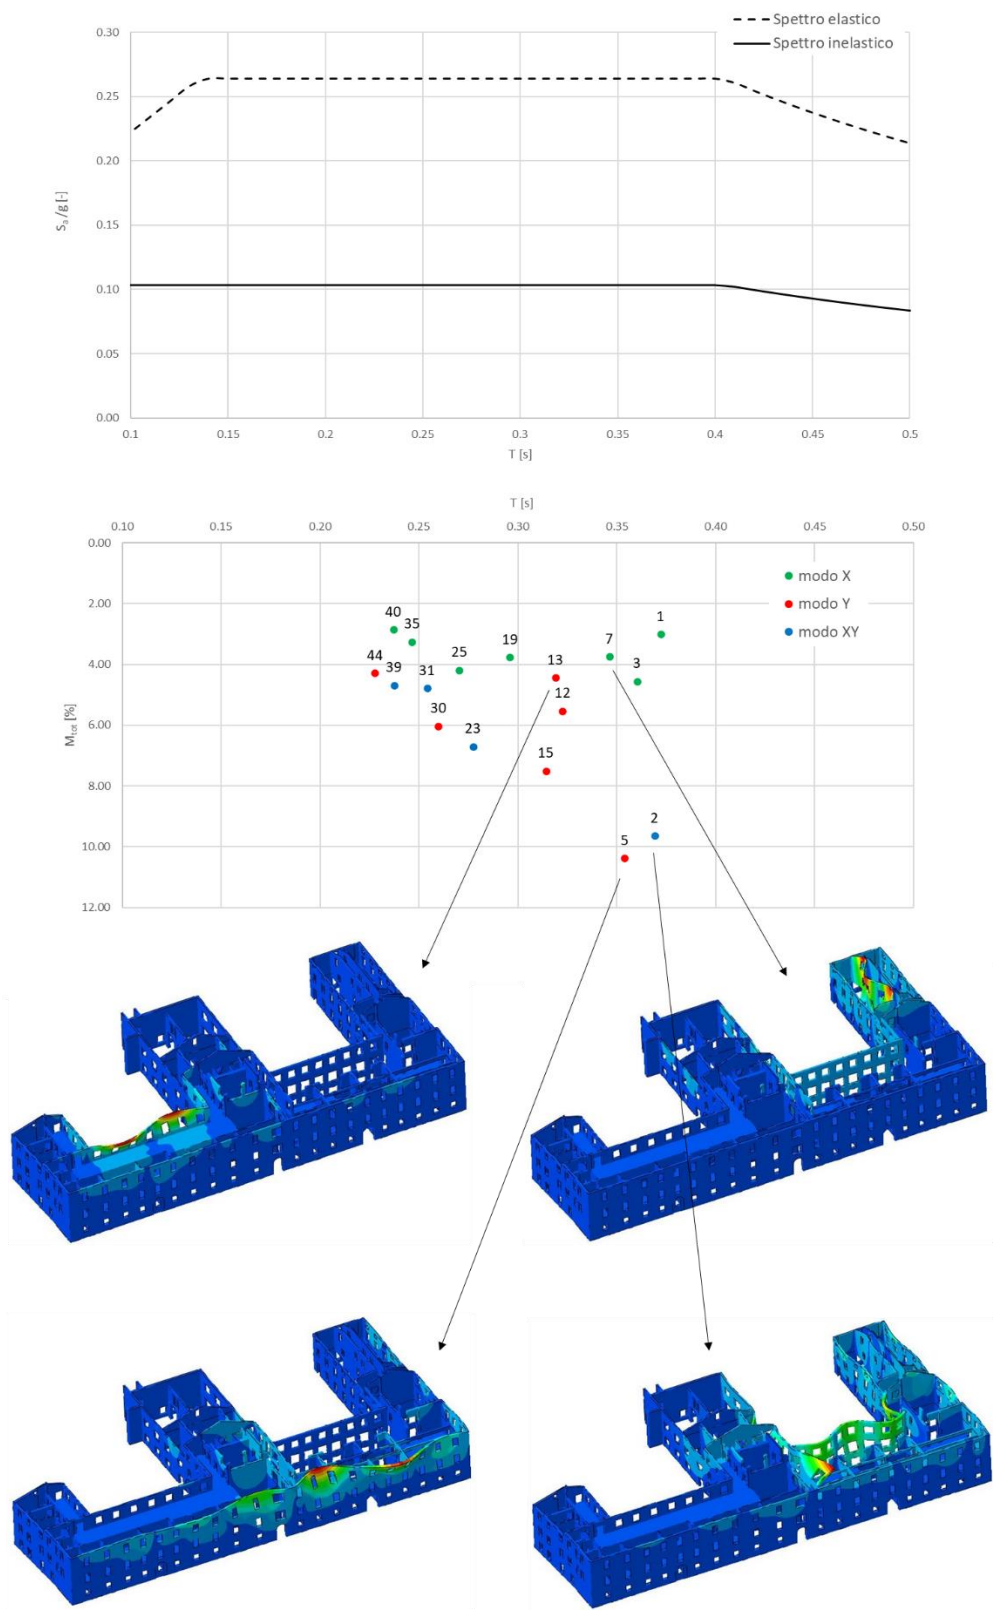 Spettro elastico
Spettro inelastico
0.30
0.25
0.20
0.15
0.10
0.05
0.00
Sa/g [-]
0.1 0.15 0.2 0.25 0.3 0.35 0.4 0.45 0.5
T [s]
T [s]
0.10 0.15 0.20 0.25 0.30 0.35 0.40 0.45 0.50
0.00
2.00
4.00
6.00
8.00
10.00
12.00
Mtot [%]
modo X
modo Y
modo XY
40
35
1
19
7
44
39
31
25
13
3
30
12
23
15
2
5